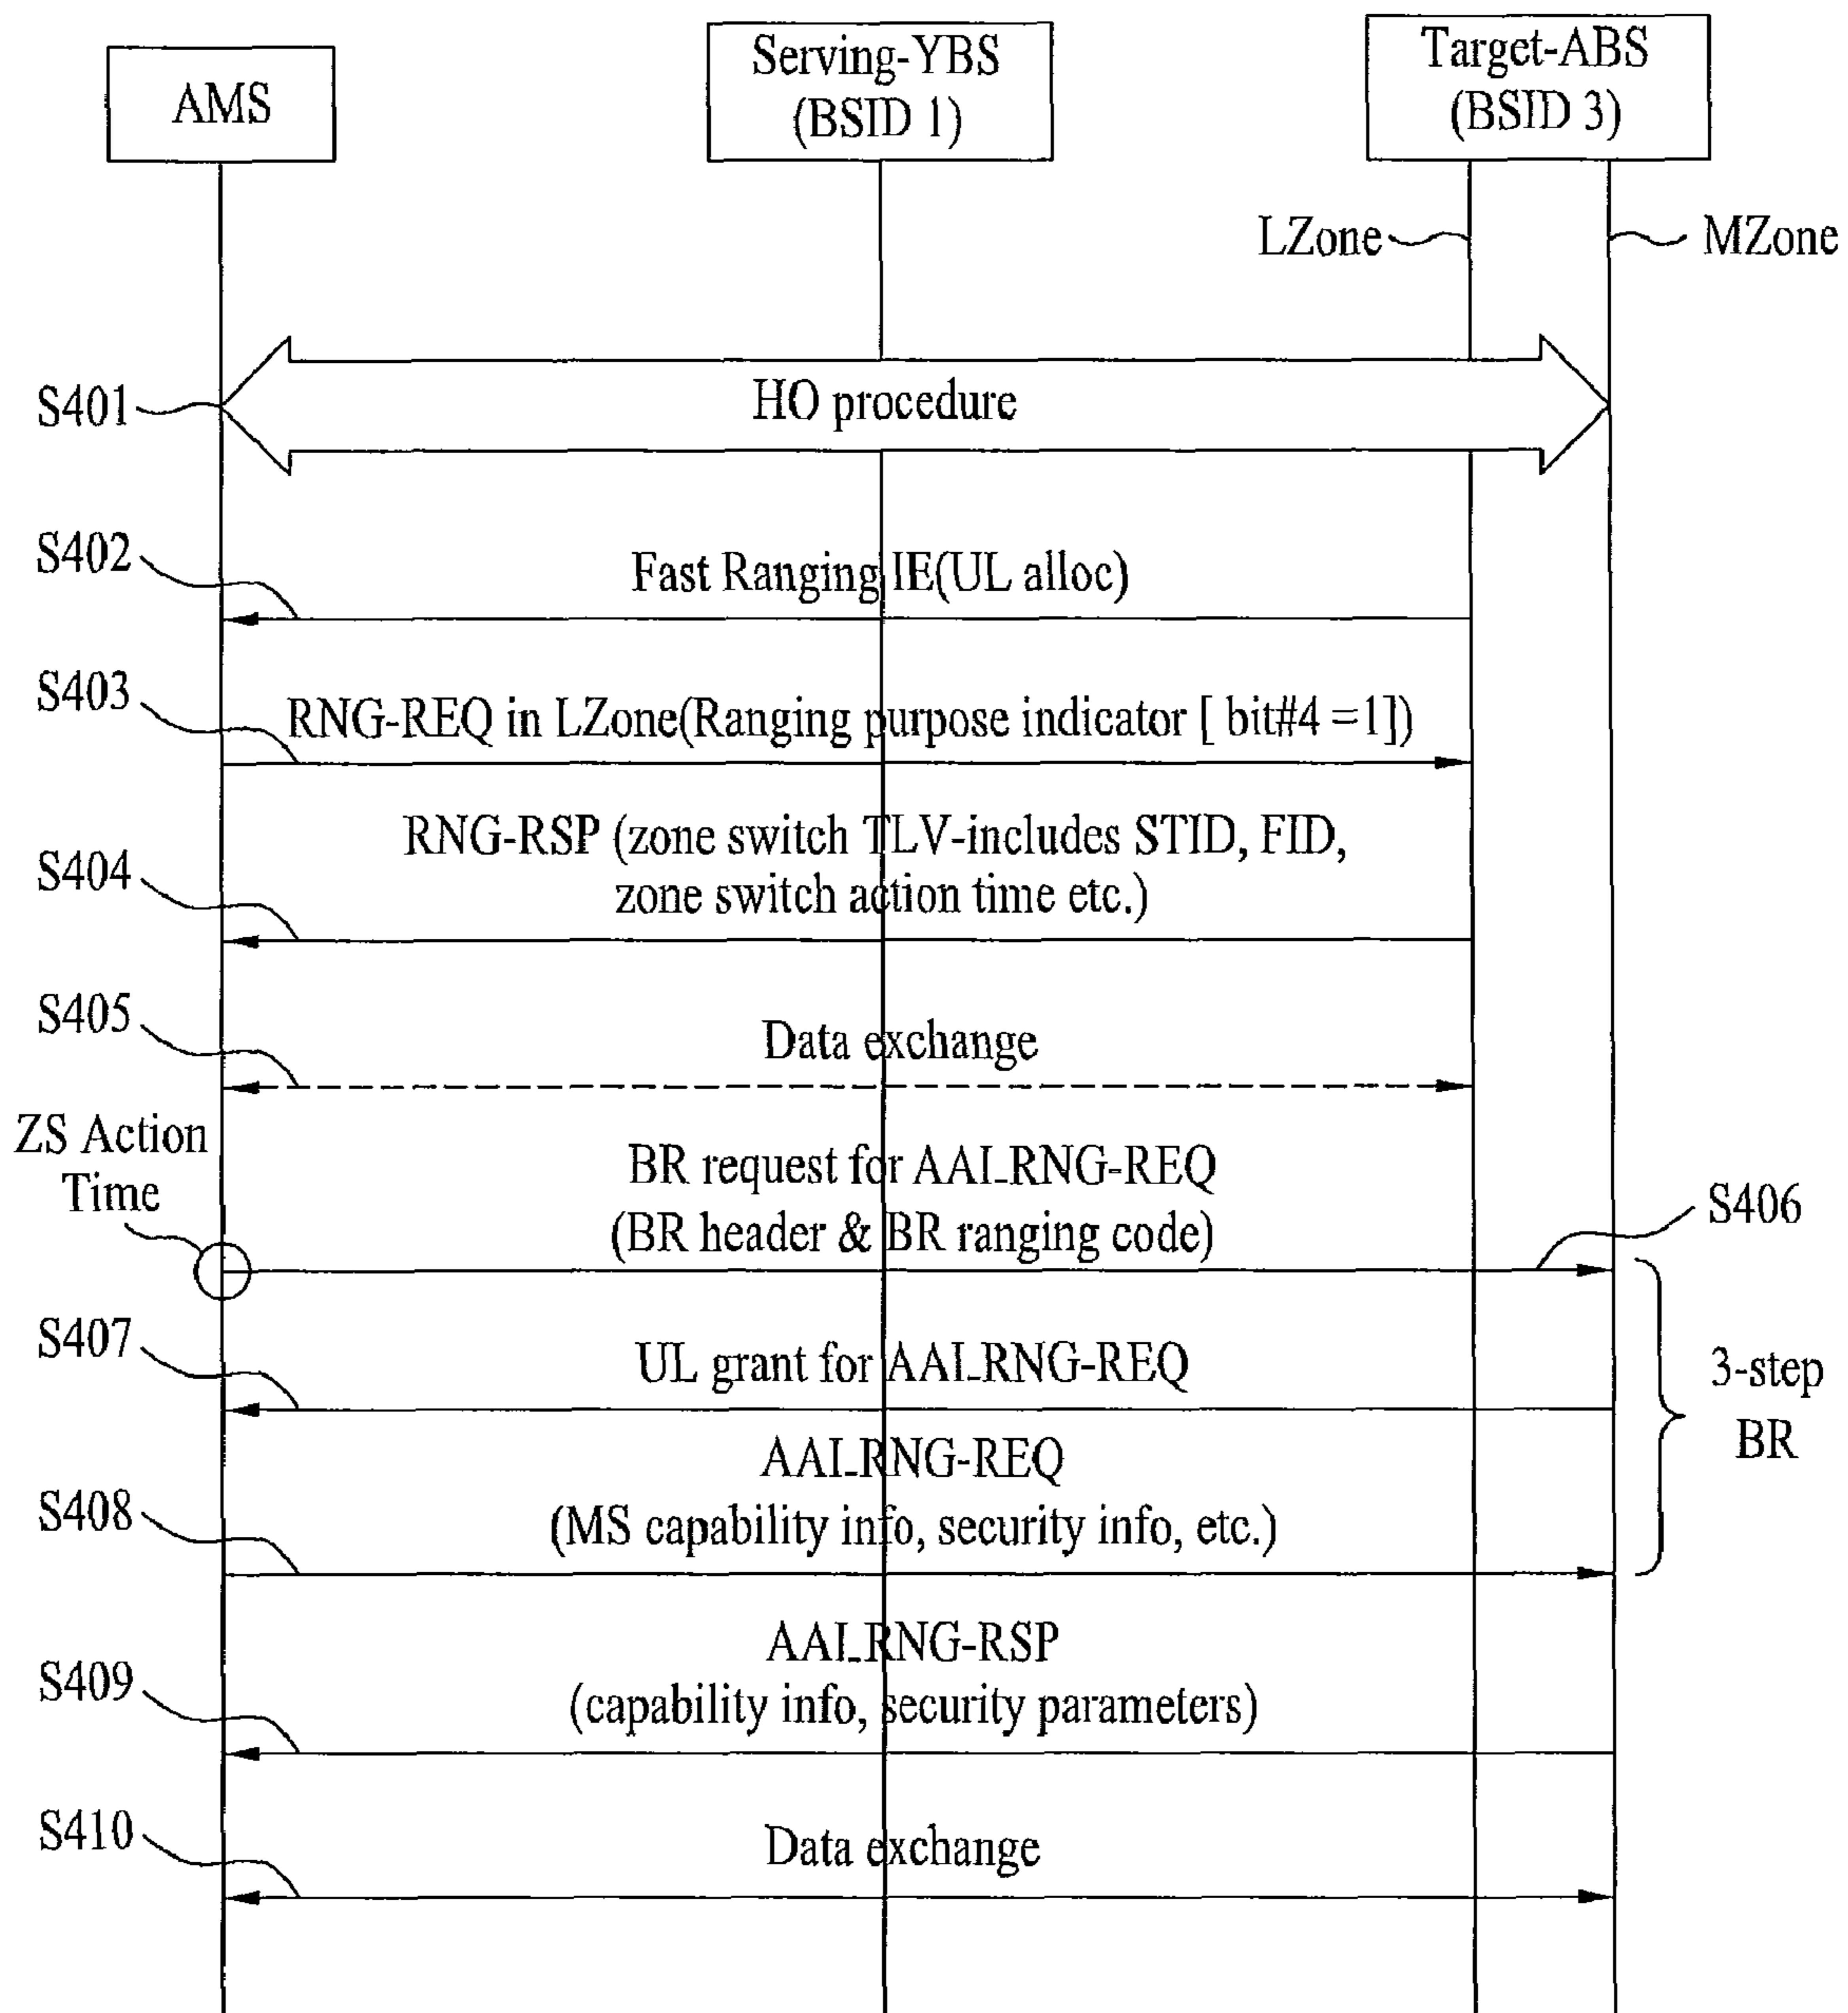 AMS
Serving-YBS
(BSID 1)
Target-ABS
(BSID 3)
LZone
MZone
S401
HO procedure
S402
Fast Ranging IE(UL alloc)
S403
RNG-REQ in LZone(Ranging purpose indicator [ bit#4 =1])
S404
RNG-RSP (zone switch TLV-includes STID, FID,
zone switch action time etc.)
S405
Data exchange
ZS Action
Time
BR request for AAI_RNG-REQ
(BR header & BR ranging code)
S406
S407
UL grant for AAI_RNG-REQ
3-step
BR
S408
AAI_RNG-REQ
(MS capability info, security info, etc.)
S409
AAI_RNG-RSP
(capability info, security parameters)
S410
Data exchange